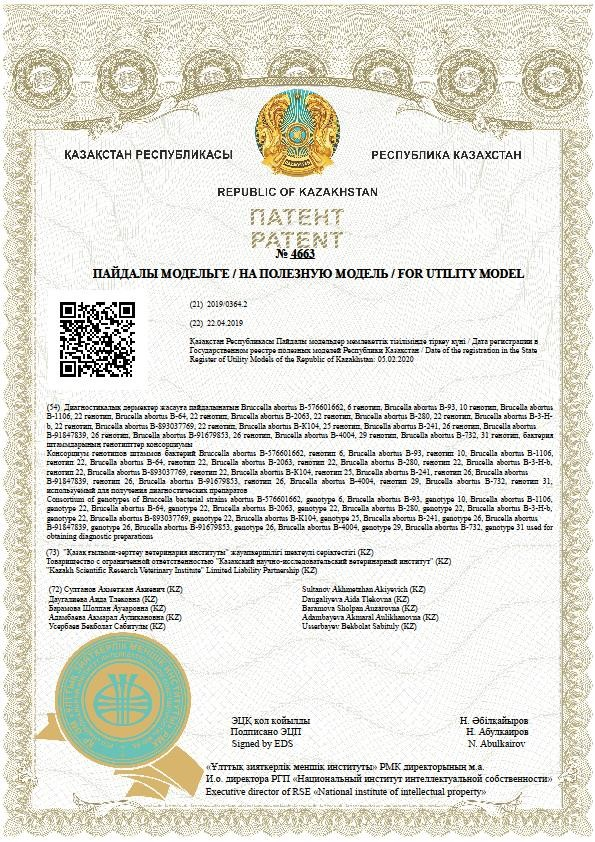 ҚАЗАҚСТАН РЕСПУБЛИКАСЫ
РЕСПУБЛИКА КАЗАХСТАН
REPUBLIC OF KAZAKHSTAN
ПАТЕНТ
PATENT
№ 4663
ПАЙДАЛЫ МОДЕЛЬГЕ / НА ПОЛЕЗНУЮ МОДЕЛЬ / FOR UTILITY MODEL
(21) 2019/0364.2
(22) 22.04.2019
Қазақстан Республикасы Пайдалы модельдер мемлекеттік тізілімінде тіркеу күні / Дата регистрации в
Государственном реестре полезных моделей Республики Казахстан / Date of the registration in the State
Register of Utility Models of the Republic of Kazakhstan: 05.02.2020
(54) Диагностикалық дәрмектер жасауға пайдаланатын Bruccella abortus B-576601662, 6 генотип, Brucella abortus B-93, 10 генотип, Brucella abortus
B-1106, 22 генотип, Brucella abortus B-64, 22 генотип, Brucella abortus B-2063, 22 генотип, Brucella abortus B-280, 22 генотип, Brucella abortus B-3-H-
b, 22 генотип, Brucella abortus B-893037769, 22 генотип, Brucella abortus B-K104, 25 генотип, Brucella abortus B-241, 26 генотип, Brucella abortus
B-91847839, 26 генотип, Brucella abortus B-91679853, 26 генотип, Brucella abortus B-4004, 29 генотип, Brucella abortus B-732, 31 генотип, бактерия
штаммдарының генотиптер консорциумы
Консорциум генотипов штаммов бактерий Bruccella abortus B-576601662, генотип 6, Brucella abortus B-93, генотип 10, Brucella abortus B-1106,
генотип 22, Brucella abortus B-64, генотип 22, Brucella abortus B-2063, генотип 22, Brucella abortus B-280, генотип 22, Brucella abortus B-3-H-b,
генотип 22, Brucella abortus B-893037769, генотип 22, Brucella abortus B-K104, генотип 25, Brucella abortus B-241, генотип 26, Brucella abortus
B-91847839, генотип 26, Brucella abortus B-91679853, генотип 26, Brucella abortus B-4004, генотип 29, Brucella abortus B-732, генотип 31,
используемый для получения диагностических препаратов
Consortium of genotypes of Bruccella bacterial strains abortus B-576601662, genotype 6, Brucella abortus B-93, genotype 10, Brucella abortus B-1106,
genotype 22, Brucella abortus B-64, genotype 22, Brucella abortus B-2063, genotype 22, Brucella abortus B-280, genotype 22, Brucella abortus B-3-H-b,
genotype 22, Brucella abortus B-893037769, genotype 22, Brucella abortus B-K104, genotype 25, Brucella abortus B-241, genotype 26, Brucella abortus
B-91847839, genotype 26, Brucella abortus B-91679853, genotype 26, Brucella abortus B-4004, genotype 29, Brucella abortus B-732, genotype 31 used for
obtaining diagnostic preparations
(73) "Қазақ ғылыми-зерттеу ветеринария институты" жауапкершілігі шектеулі серіктестігі (KZ)
Товарищество с ограниченной ответственностью "Казахский научно-исследовательский ветеринарный институт" (KZ)
"Kazakh Scientific Research Veterinary Institute" Limited Liability Partnership (KZ)
(72) Султанов Ахметжан Акиевич (KZ)
Даугалиева Аида Тлековна (KZ)
Барамова Шолпан Аузаровна (KZ)
Адамбаева Акмарал Ауликановна (KZ)
Усербаев Бекболат Сабитулы (KZ)
Sultanov Akhmetzhan Akiyevich (KZ)
Daugaliyeva Aida Tlekovna (KZ)
Baramova Sholpan Auzarovna (KZ)
Adambayeva Akmaral Aulikhanovna (KZ)
Usserbayev Bekbolat Sabituly (KZ)
ЭЦҚ қол қойылды
Подписано ЭЦП
Signed by EDS
Н. Әбілқайыров
Н. Абулкаиров
N. Abulkairov
«Ұлттық зияткерлік меншік институты» РМК директорының м.а.
И.о. директора РГП «Национальный институт интеллектуальной собственности»
Executive director of RSE «National institute of intellectual property»